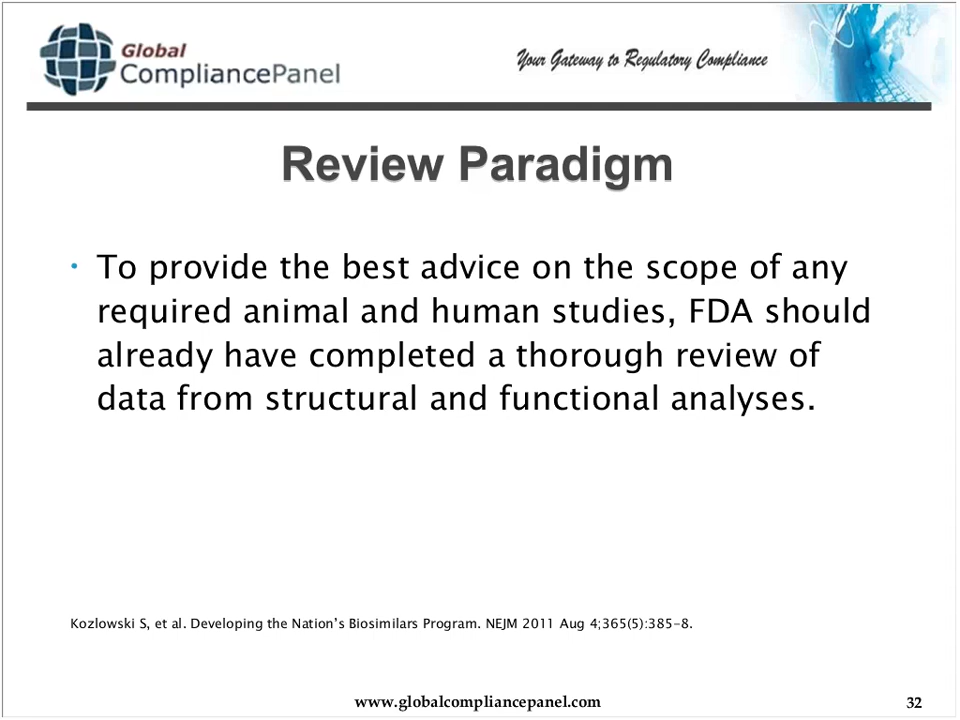 Global
CompliancePanel
Your Gateway to Regulatory Compliance
Review Paradigm
• To provide the best advice on the scope of any
required animal and human studies, FDA should
already have completed a thorough review of
data from structural and functional analyses.
Kozlowski S, et al. Developing the Nation’s Biosimilars Program. NEJM 2011 Aug 4;365(5):385-8.
www.globalcompliancepanel.com
32